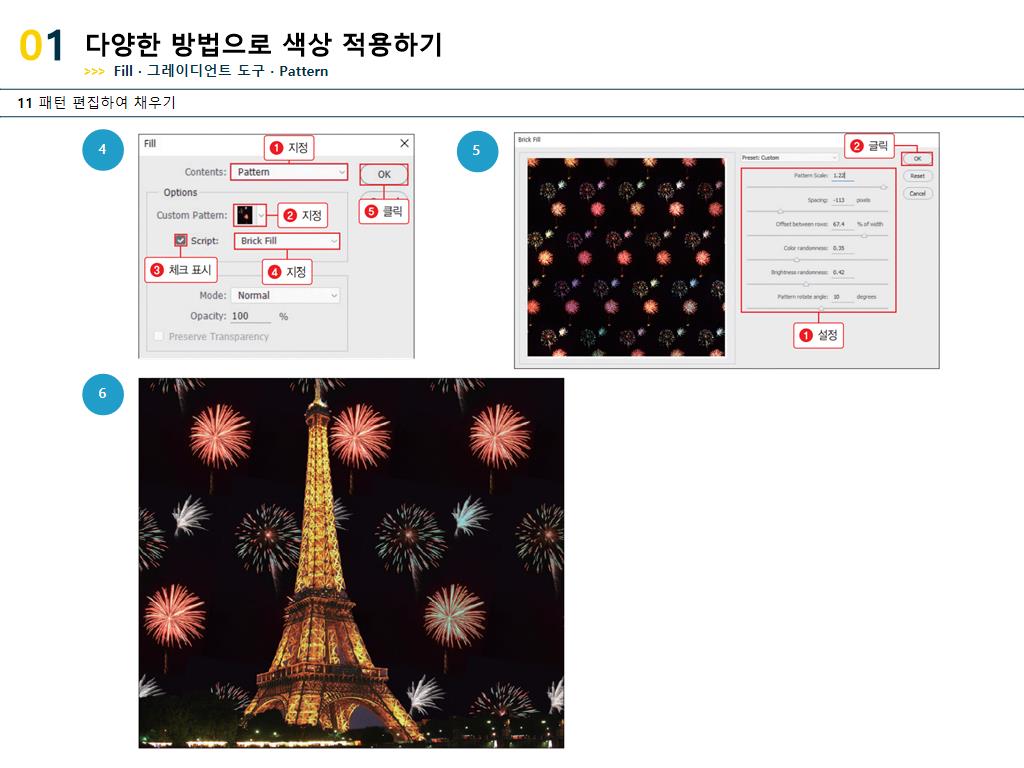 01 다양한 방법으로 색상 적용하기
>>> Fill · 그레이디언트 도구 · Pattern
11 패턴 편집하여 채우기
4
Fill
1 지정
Contents: Pattern
OK
Options
Custom Pattern:
2 지정
5 클릭
Script: Brick Fill
3 체크 표시
4 지정
Mode: Normal
Opacity: 100 %
Preserve Transparency
5
Brick Fill
2 클릭
Preset: Custom
OK
Pattern Scale: 1.22
Reset
Cancel
Spacing: -113 pixels
Offset between rows: 67.4 % of width
Color randomness: 0.35
Brightness randomness: 0.42
Pattern rotate angle: 10 degrees
1 설정
6